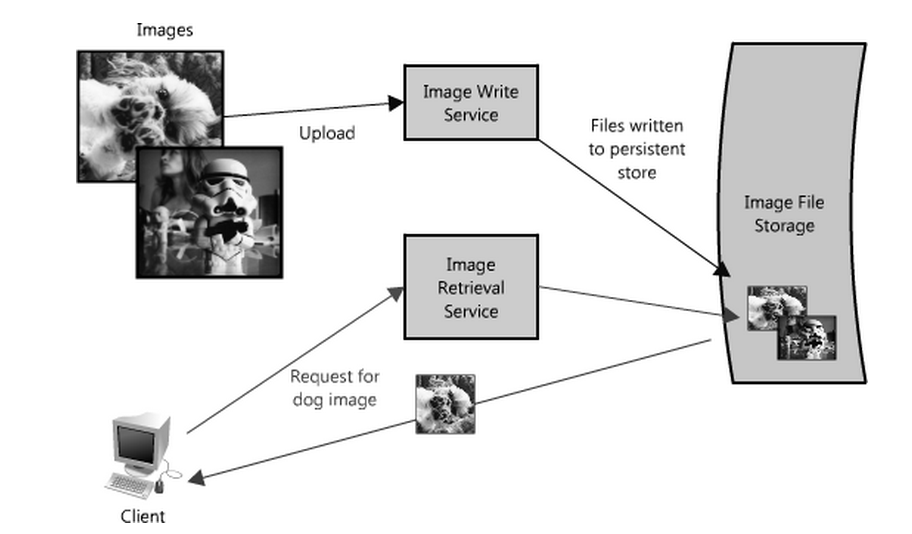 Images
Upload
Image Write
Service
Files written
to persistent
store
Image File
Storage
Image
Retrieval
Service
Request for
dog image
Client